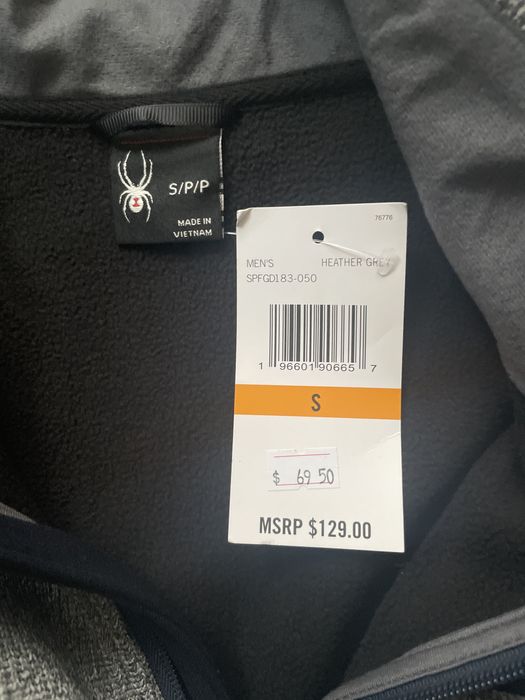 S/P/P
MADE IN
VIETNAM
76776
MEN'S HEATHER GREY
SPFGD183-050
1 96601 90665 7
S
$ 69 50
MSRP $129.00